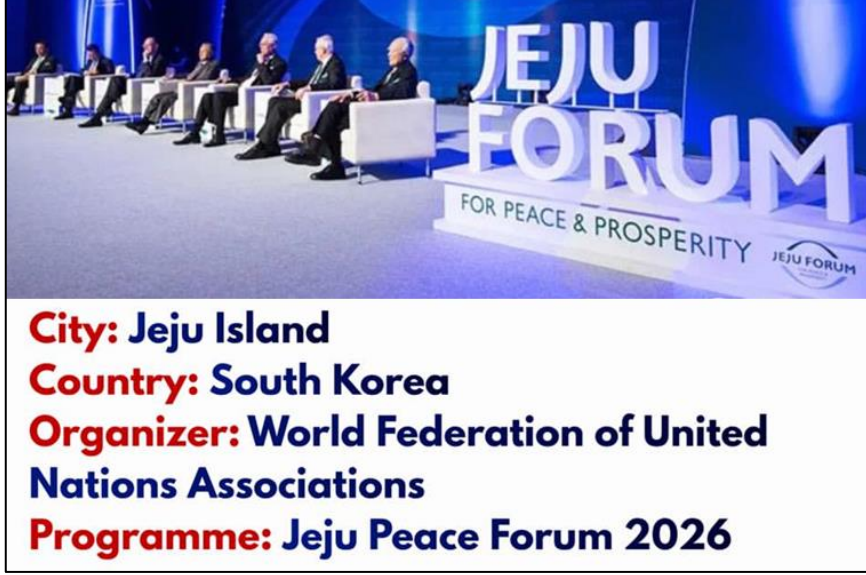 JEJU
FORUM
FOR PEACE & PROSPERITY
JEJU FORUM
City: Jeju Island
Country: South Korea
Organizer: World Federation of United
Nations Associations
Programme: Jeju Peace Forum 2026